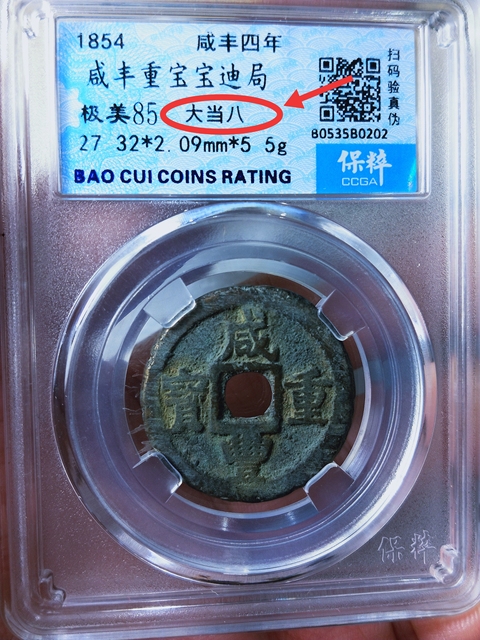 1854 咸丰四年
咸丰重宝宝迪局
极美85 大当八
27 32*2.09mm*5 5g
BAO CUI COINS RATING
扫码验真伪
B0535B0202
保粹
CCGA
咸豐重寶
保粹